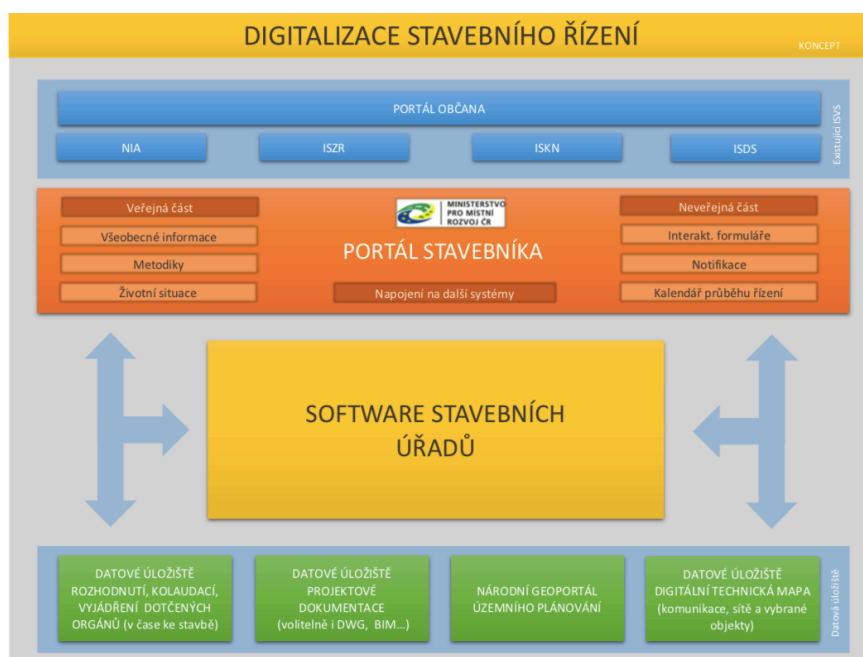 DIGITALIZACE STAVEBNÍHO ŘÍZENÍ
KONCEPT
PORTÁL OBČANA
NIA
ISZR
ISKN
ISDS
Existující ISVS
Veřejná část
Všeobecné informace
Metodiky
Životní situace
MINISTERSTVO
PRO MÍSTNÍ
ROZVOJ ČR
PORTÁL STAVEBNÍKA
Napojení na další systémy
Neveřejná část
Interakt. formuláře
Notifikace
Kalendář průběhu řízení
SOFTWARE STAVEBNÍCH
ÚŘADŮ
DATOVÉ ÚLOŽIŠTĚ
ROZHODNUTÍ, KOLAUDACÍ,
VYJÁDŘENÍ DOTČENÝCH
ORGÁNŮ (v čase ke stavbě)
DATOVÉ ÚLOŽIŠTĚ
PROJEKTOVÉ
DOKUMENTACE
(volitelně i DWG, BIM...)
NÁRODNÍ GEOPORTÁL
ÚZEMNÍHO PLÁNOVÁNÍ
DATOVÉ ÚLOŽIŠTĚ
DIGITÁLNÍ TECHNICKÁ MAPA
(komunikace, sítě a vybrané
objekty)
Datová úložiště